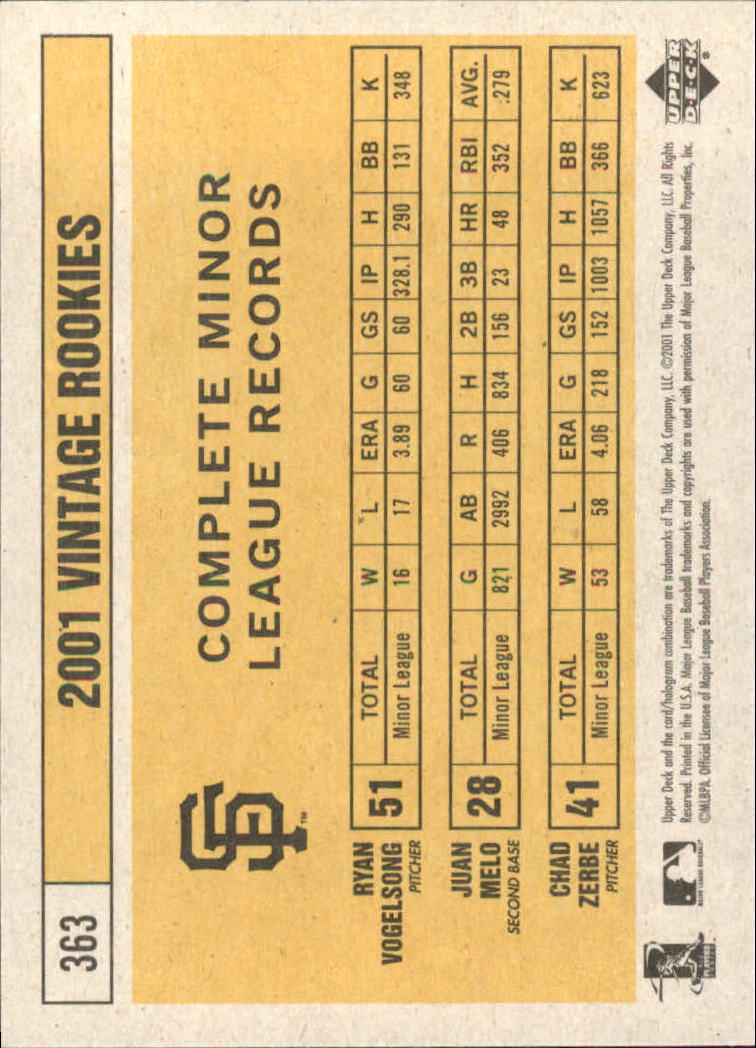 363 2001 VINTAGE ROOKIES
SF ™
COMPLETE MINOR
LEAGUE RECORDS
RYAN
VOGELSONG
PITCHER
51
TOTAL W L ERA G GS IP H BB K
Minor League 16 17 3.89 60 60 328.1 290 131 348
JUAN
MELO
SECOND BASE
28
TOTAL G AB R H 2B 3B HR RBI AVG.
Minor League 821 2992 406 834 156 23 48 352 .279
CHAD
ZERBE
PITCHER
41
TOTAL W L ERA G GS IP H BB K
Minor League 53 58 4.06 218 152 1003 1057 366 623
Upper Deck and the card/hologram combination are trademarks of The Upper Deck Company, LLC. ©2001 The Upper Deck Company, LLC. All Rights
Reserved. Printed in the U.S.A. Major League Baseball trademarks and copyrights are used with permission of Major League Baseball Properties, Inc.
©MLBPA. Official Licensee of Major League Baseball Players Association.
UPPER
D·E·C·K ®